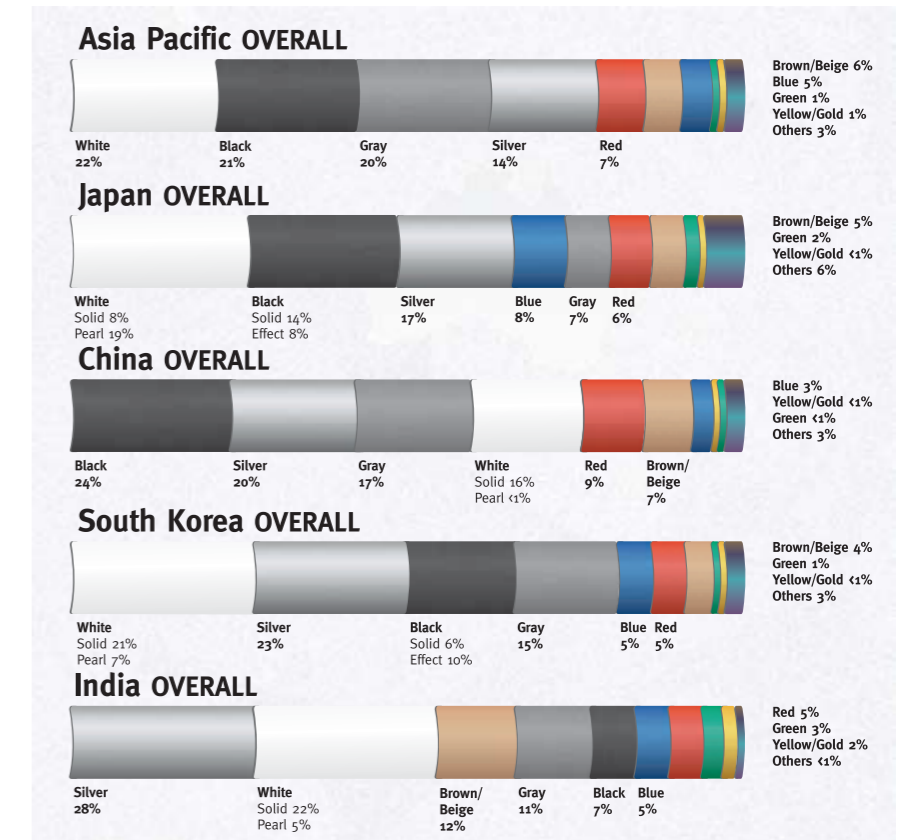 Asia Pacific OVERALL
Brown/Beige 6%
Blue 5%
Green 1%
Yellow/Gold 1%
Others 3%
White
22%
Black
21%
Gray
20%
Silver
14%
Red
7%
Japan OVERALL
Brown/Beige 5%
Green 2%
Yellow/Gold <1%
Others 6%
White
Solid 8%
Pearl 19%
Black
Solid 14%
Effect 8%
Silver
17%
Blue
8%
Gray
7%
Red
6%
China OVERALL
Blue 3%
Yellow/Gold <1%
Green <1%
Others 3%
Black
24%
Silver
20%
Gray
17%
White
Solid 16%
Pearl <1%
Red
9%
Brown/
Beige
7%
South Korea OVERALL
Brown/Beige 4%
Green 1%
Yellow/Gold <1%
Others 3%
White
Solid 21%
Pearl 7%
Silver
23%
Black
Solid 6%
Effect 10%
Gray
15%
Blue
5%
Red
5%
India OVERALL
Red 5%
Green 3%
Yellow/Gold 2%
Others <1%
Silver
28%
White
Solid 22%
Pearl 5%
Brown/
Beige
12%
Gray
11%
Black
7%
Blue
5%